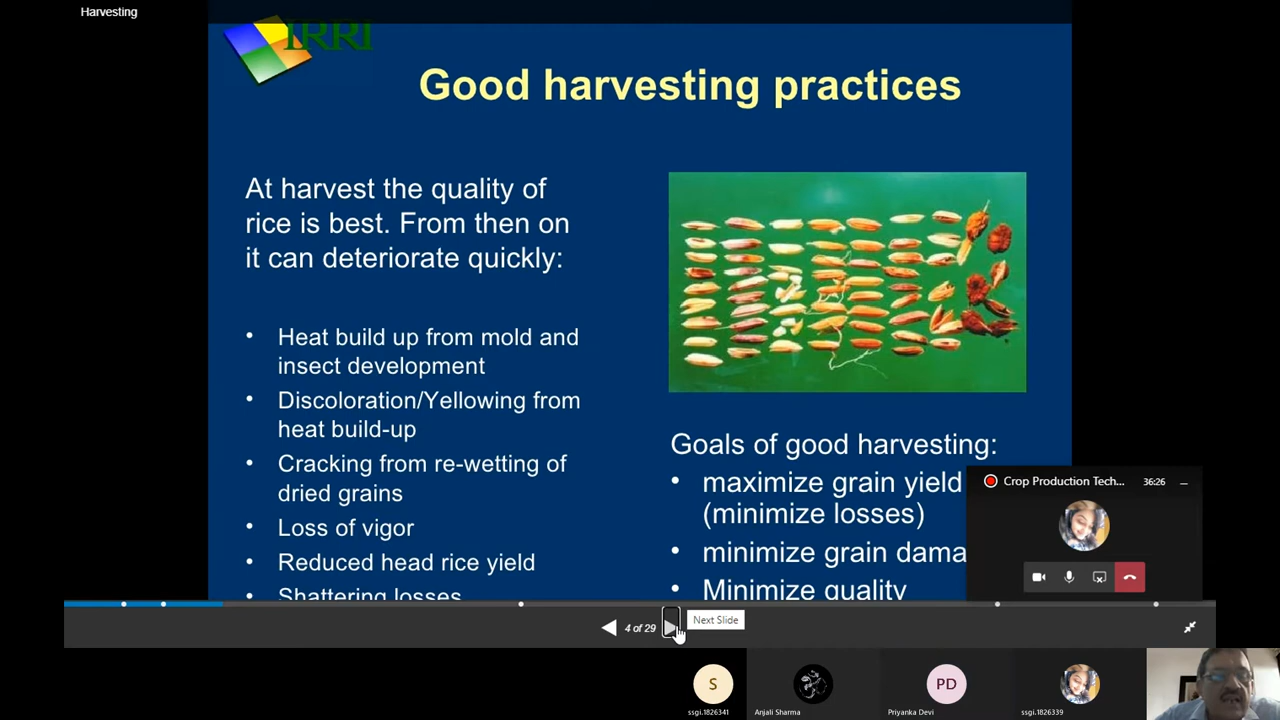 Harvesting
IRRI
Good harvesting practices
At harvest the quality of
rice is best. From then on
it can deteriorate quickly:
• Heat build up from mold and
insect development
• Discoloration/Yellowing from
heat build-up
• Cracking from re-wetting of
dried grains
• Loss of vigor
• Reduced head rice yield
• Shattering losses
Goals of good harvesting:
• maximize grain yield
(minimize losses)
• minimize grain dama
• Minimize quality
Crop Production Tech... 36:26
4 of 29
Next Slide
S
PD
ssgi.1826341
Anjali Sharma
Priyanka Devi
ssgi.1826339